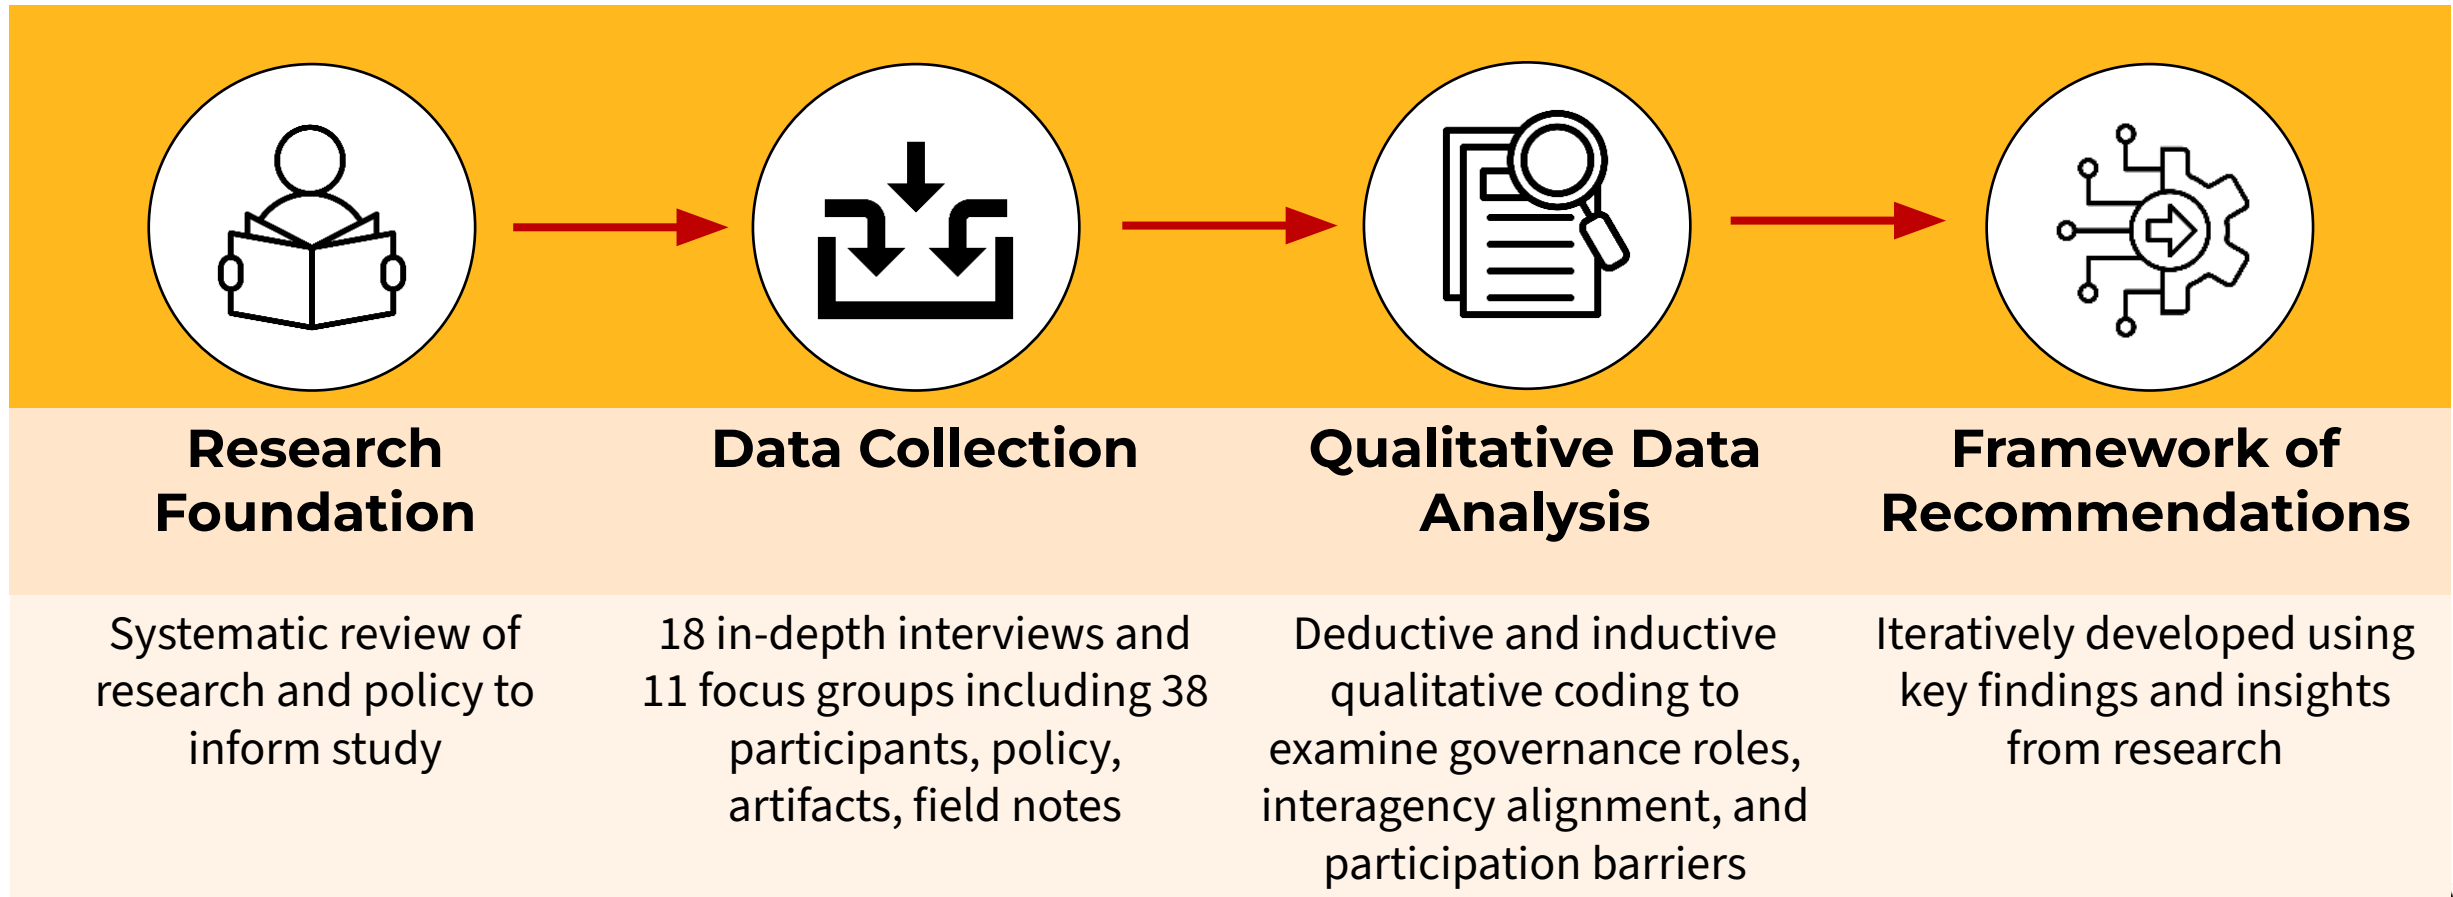 Research
Foundation
Systematic review of
research and policy to
inform study
Data Collection
18 in-depth interviews and
11 focus groups including 38
participants, policy,
artifacts, field notes
Qualitative Data
Analysis
Deductive and inductive
qualitative coding to
examine governance roles,
interagency alignment, and
participation barriers
Framework of
Recommendations
Iteratively developed using
key findings and insights
from research